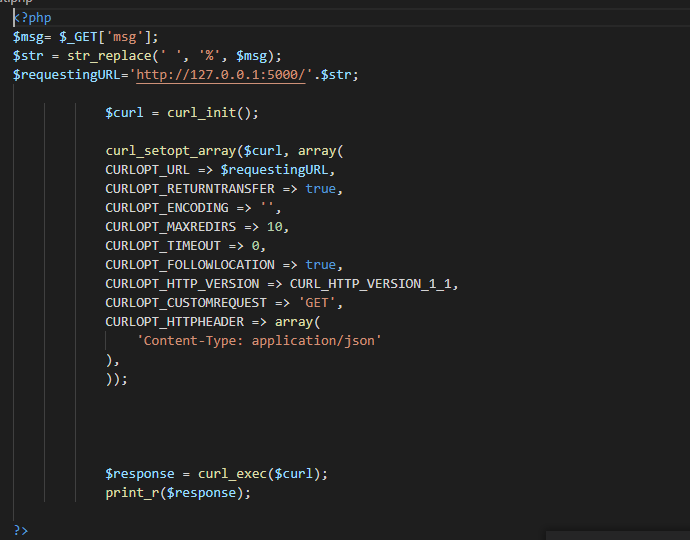 <?php
$msg= $_GET['msg'];
$str = str_replace(' ', '%', $msg);
$requestingURL='http://127.0.0.1:5000/'.$str;
$curl = curl_init();
curl_setopt_array($curl, array(
CURLOPT_URL => $requestingURL,
CURLOPT_RETURNTRANSFER => true,
CURLOPT_ENCODING => '',
CURLOPT_MAXREDIRS => 10,
CURLOPT_TIMEOUT => 0,
CURLOPT_FOLLOWLOCATION => true,
CURLOPT_HTTP_VERSION => CURL_HTTP_VERSION_1_1,
CURLOPT_CUSTOMREQUEST => 'GET',
CURLOPT_HTTPHEADER => array(
'Content-Type: application/json'
),
));
$response = curl_exec($curl);
print_r($response);
?>